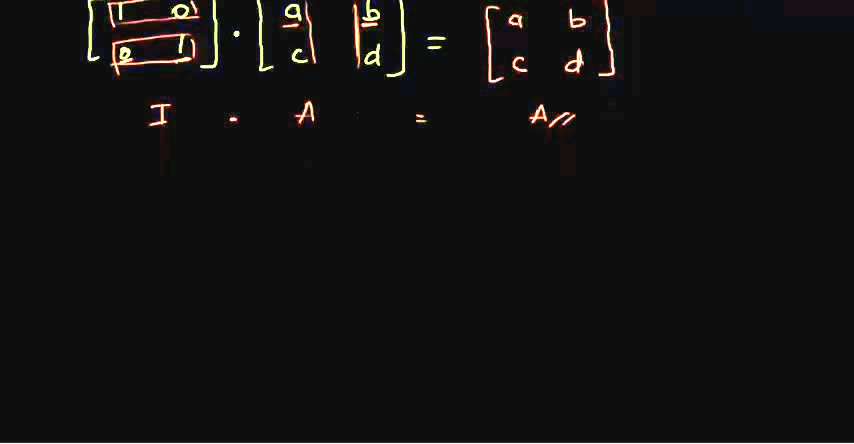 [1 0] · [a b] = [a b]
[0 1] [c d] [c d]
I · A = A //